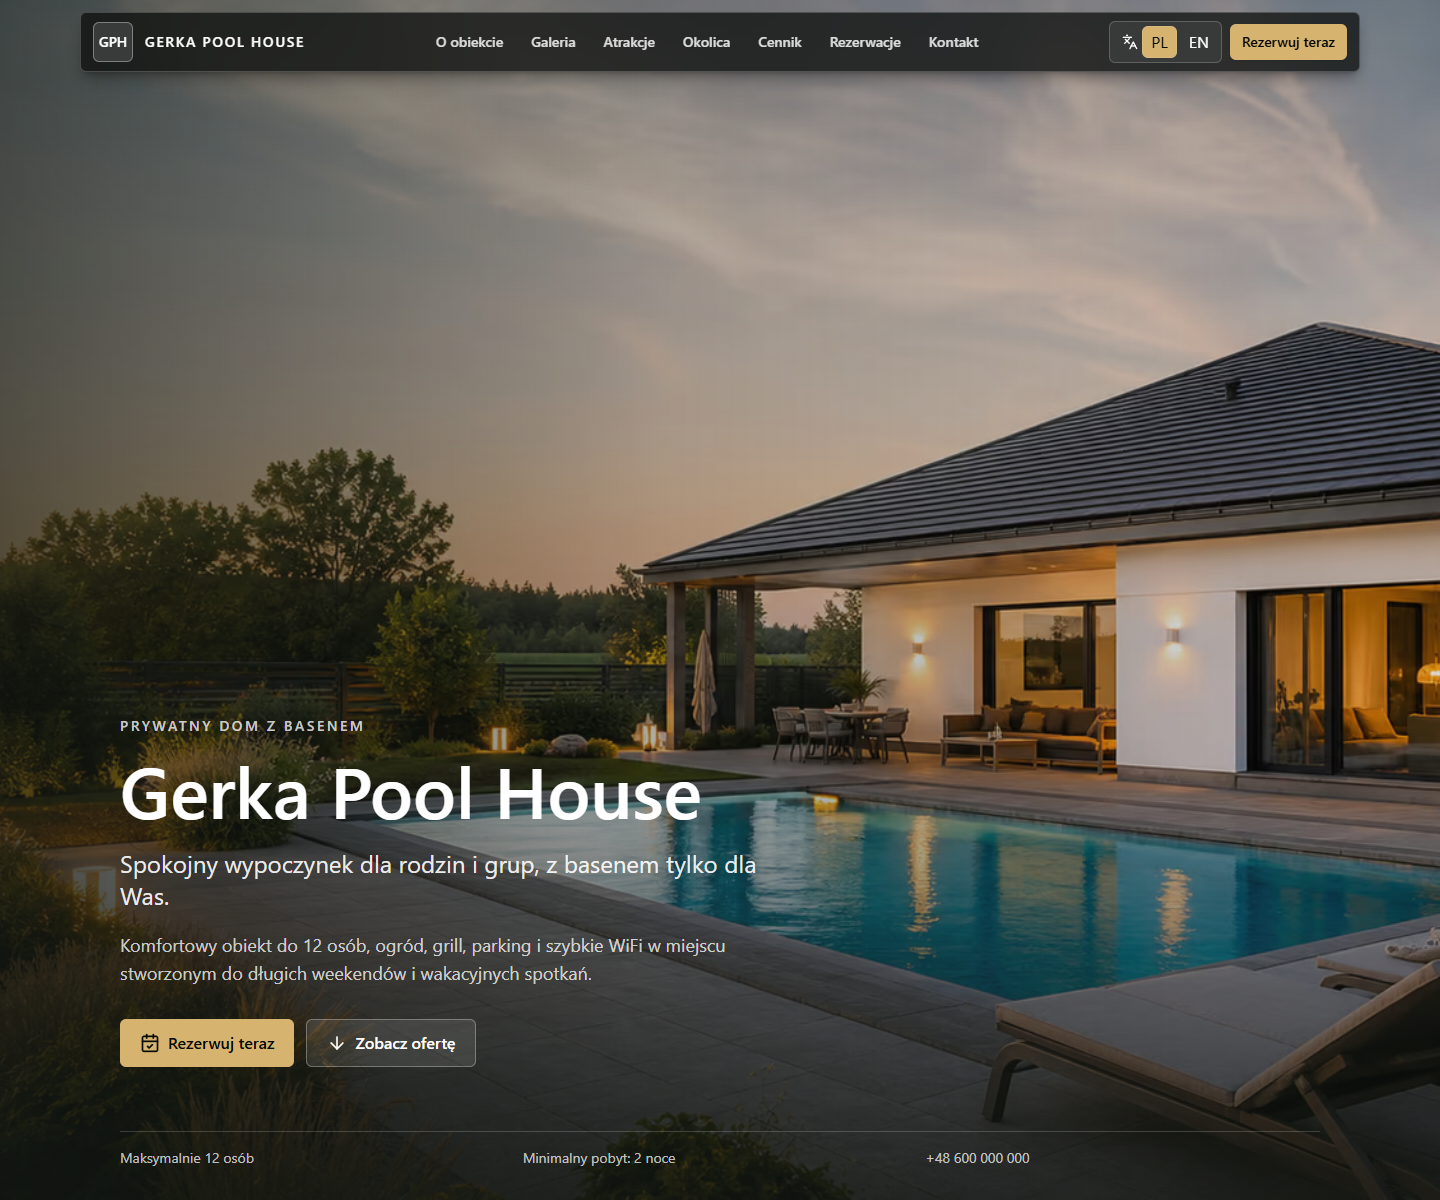 GPH GERKA POOL HOUSE O obiekcie Galeria Atrakcje Okolica Cennik Rezerwacje Kontakt PL EN Rezerwuj teraz
PRYWATNY DOM Z BASENEM
Gerka Pool House
Spokojny wypoczynek dla rodzin i grup, z basenem tylko dla
Was.
Komfortowy obiekt do 12 osób, ogród, grill, parking i szybkie WiFi w miejscu
stworzonym do długich weekendów i wakacyjnych spotkań.
Rezerwuj teraz Zobacz ofertę
Maksymalnie 12 osób Minimalny pobyt: 2 noce +48 600 000 000